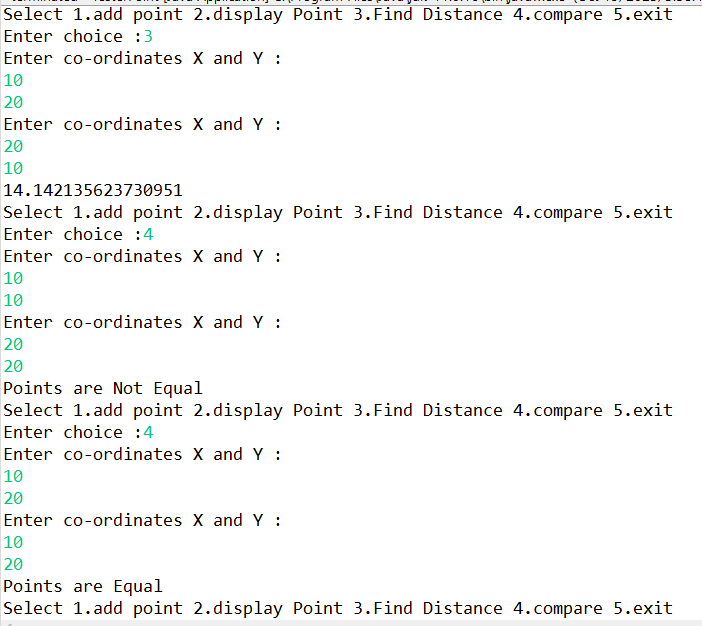 Select 1.add point 2.display Point 3.Find Distance 4.compare 5.exit
Enter choice :3
Enter co-ordinates X and Y :
10
20
Enter co-ordinates X and Y :
20
10
14.142135623730951
Select 1.add point 2.display Point 3.Find Distance 4.compare 5.exit
Enter choice :4
Enter co-ordinates X and Y :
10
10
Enter co-ordinates X and Y :
20
20
Points are Not Equal
Select 1.add point 2.display Point 3.Find Distance 4.compare 5.exit
Enter choice :4
Enter co-ordinates X and Y :
10
20
Enter co-ordinates X and Y :
10
20
Points are Equal
Select 1.add point 2.display Point 3.Find Distance 4.compare 5.exit